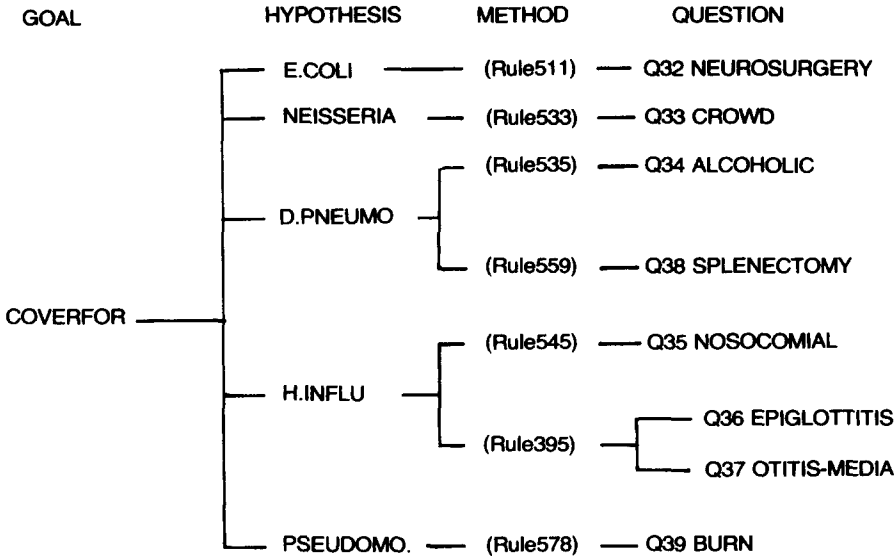 GOAL HYPOTHESIS METHOD QUESTION
E.COLI (Rule511) Q32 NEUROSURGERY
NEISSERIA (Rule533) Q33 CROWD
(Rule535) Q34 ALCOHOLIC
D.PNEUMO
(Rule559) Q38 SPLENECTOMY
COVERFOR
(Rule545) Q35 NOSOCOMIAL
H.INFLU
Q36 EPIGLOTTITIS
(Rule395)
Q37 OTITIS-MEDIA
PSEUDOMO. (Rule578) Q39 BURN